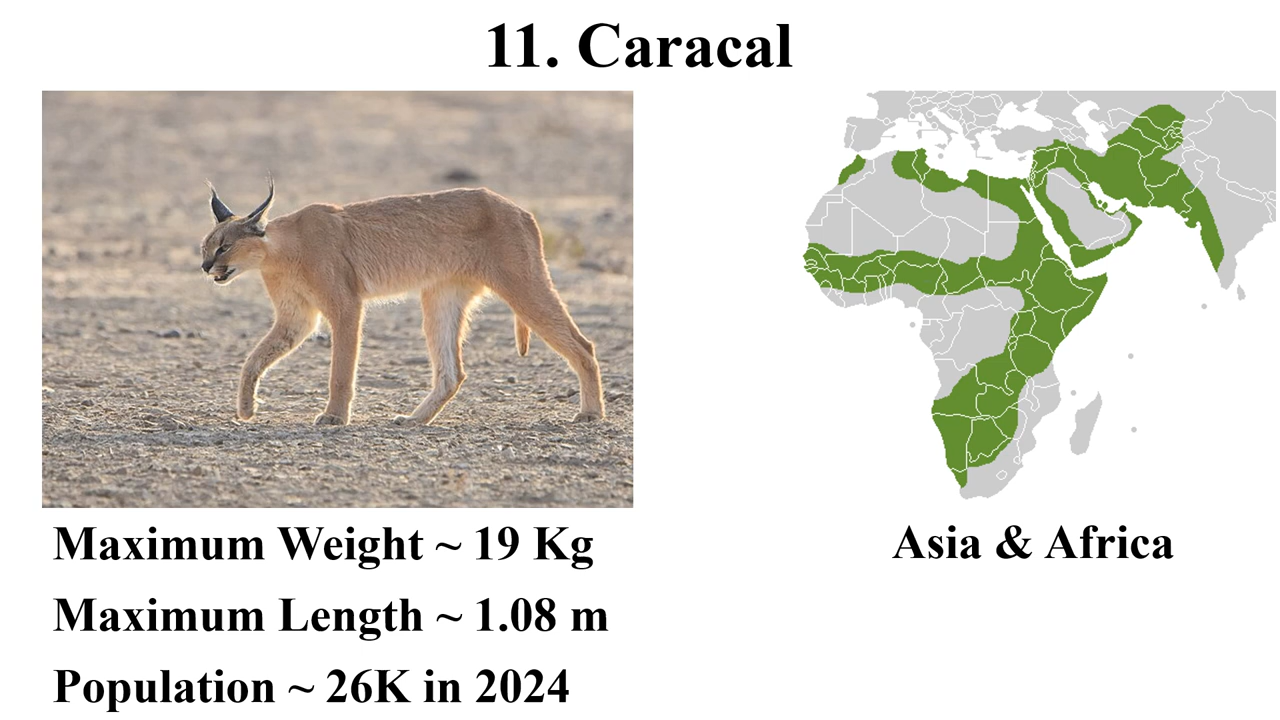 11. Caracal
Maximum Weight ~ 19 Kg
Maximum Length ~ 1.08 m
Population ~ 26K in 2024
Asia & Africa